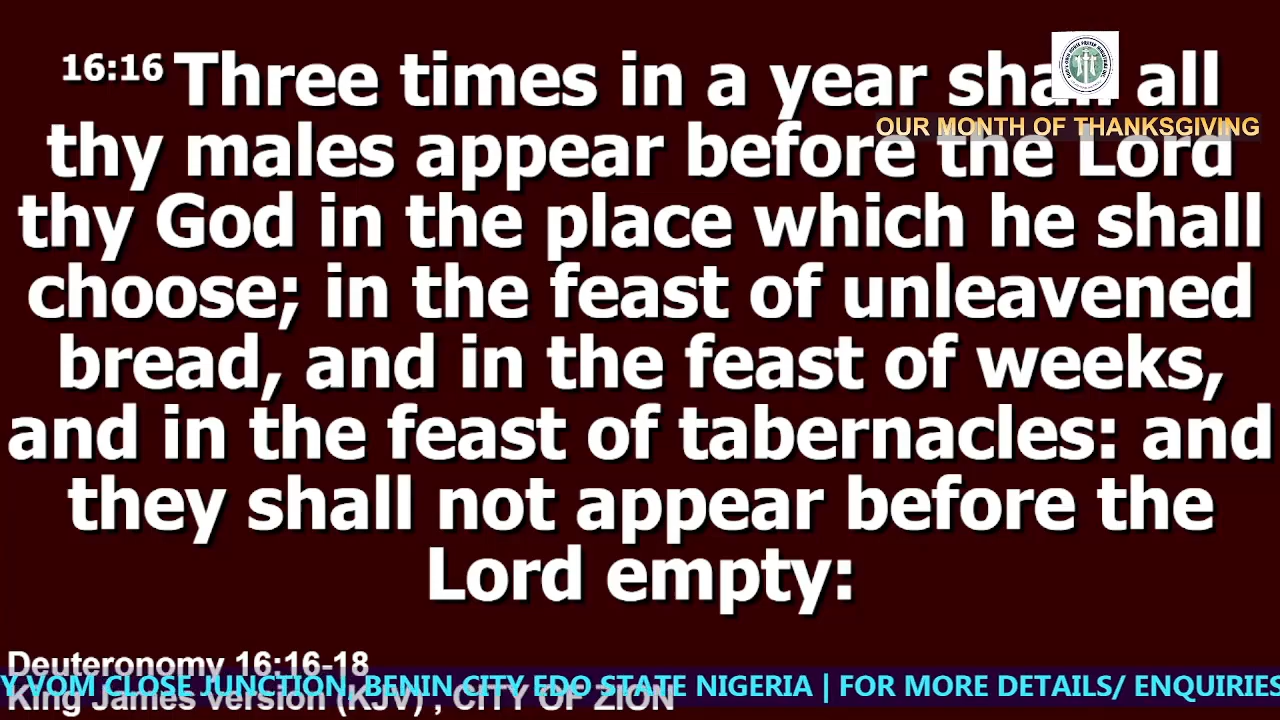 16:16 Three times in a year shall all
OUR MONTH OF THANKSGIVING
thy males appear before the Lord
thy God in the place which he shall
choose; in the feast of unleavened
bread, and in the feast of weeks,
and in the feast of tabernacles: and
they shall not appear before the
Lord empty:
Deuteronomy 16:16-18
Y VOM CLOSE JUNCTION, BENIN CITY EDO STATE NIGERIA | FOR MORE DETAILS/ ENQUIRIES
King James Version (KJV) , CITY OF ZION